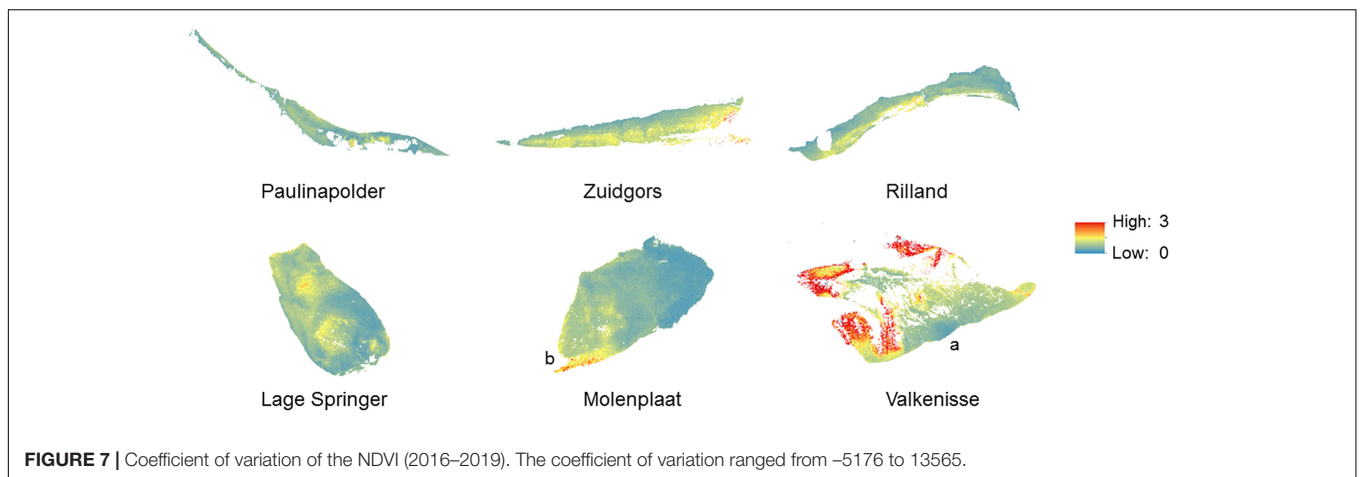 Paulinapolder
Zuidgors
Rilland
High: 3
Low: 0
b
a
Lage Springer
Molenplaat
Valkenisse
FIGURE 7 | Coefficient of variation of the NDVI (2016–2019). The coefficient of variation ranged from –5176 to 13565.